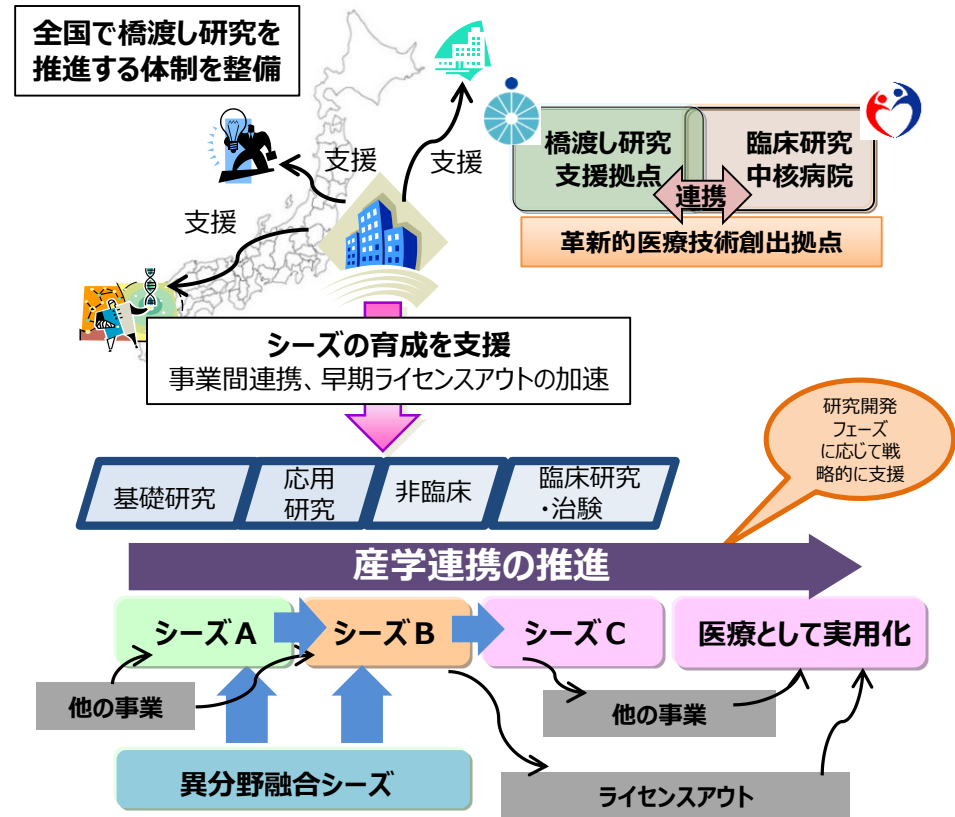 全国で橋渡し研究を
推進する体制を整備
支援
支援
支援
橋渡し研究
支援拠点
臨床研究
中核病院
連携
革新的医療技術創出拠点
シーズの育成を支援
事業間連携、早期ライセンスアウトの加速
研究開発
フェーズ
に応じて戦
略的に支援
基礎研究
応用
研究
非臨床
臨床研究
・治験
産学連携の推進
シーズA
シーズB
シーズC
医療として実用化
他の事業
他の事業
異分野融合シーズ
ライセンスアウト